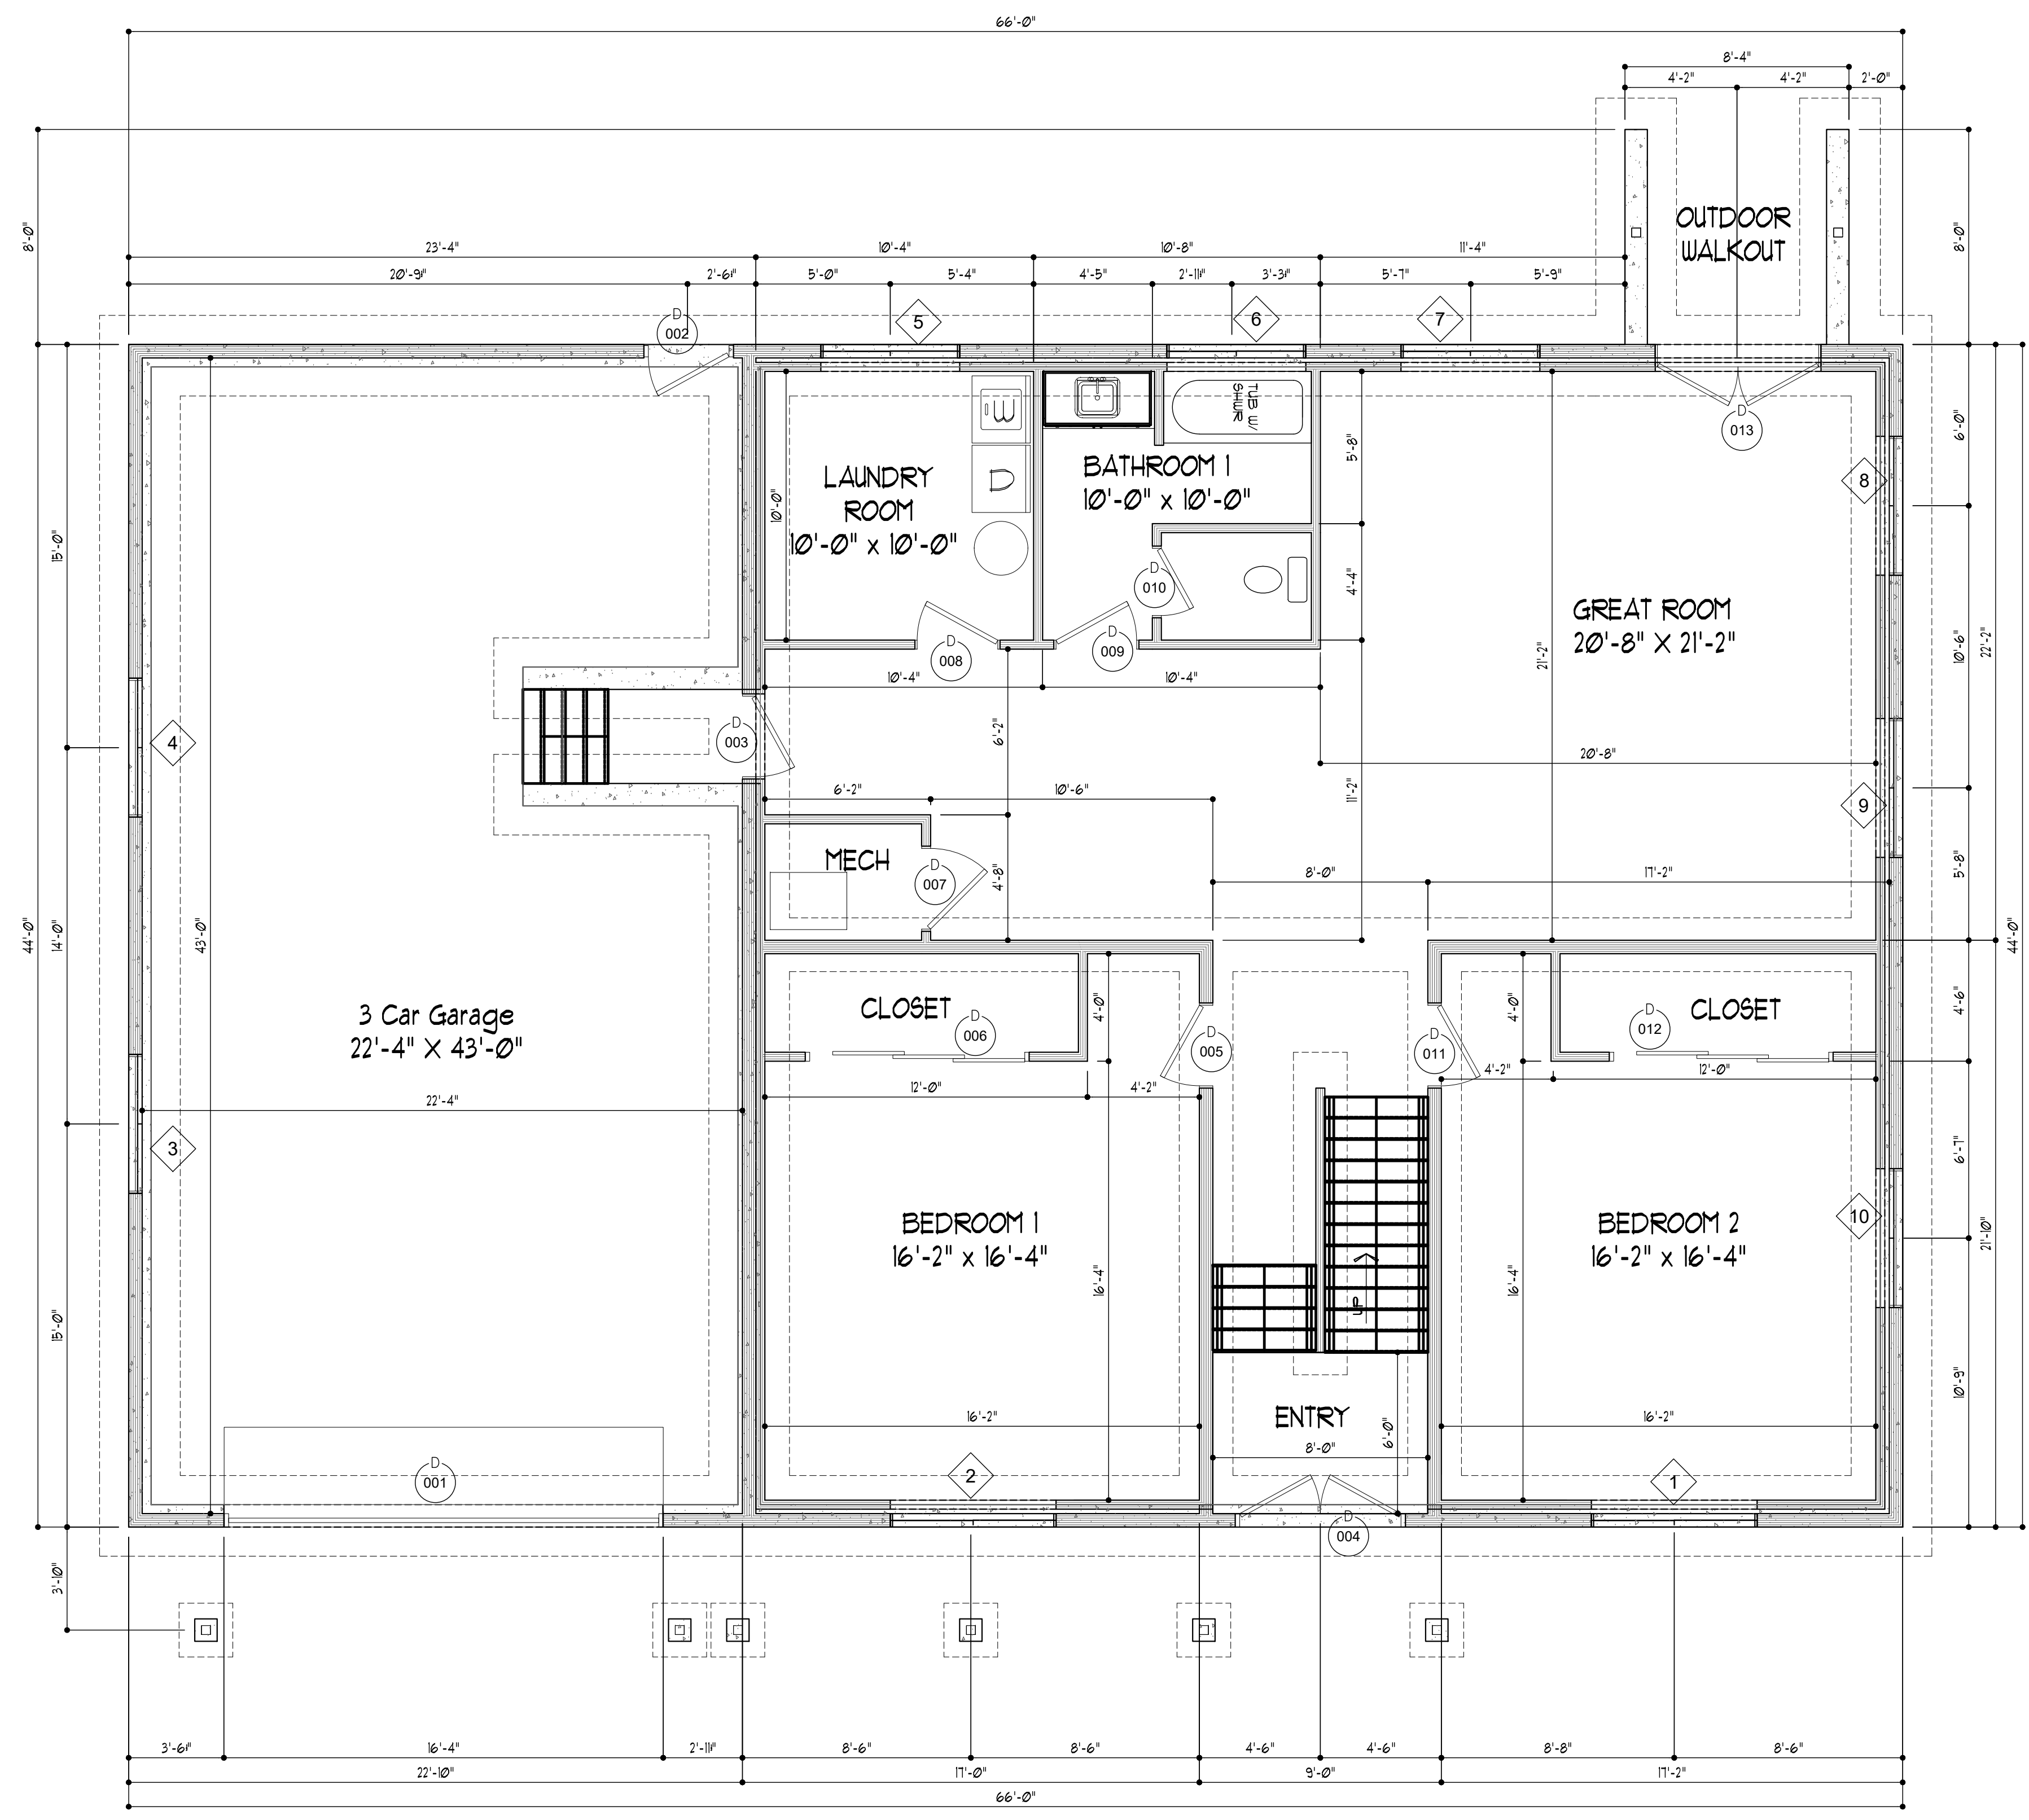 66'-0"
8'-4"
4'-2" 4'-2" 2'-0"
8'-0"
8'-0"
OUTDOOR
WALKOUT
23'-4" 10'-4" 10'-8" 11'-4"
20'-9" 2'-6" 5'-0" 5'-4" 4'-5" 2'-11" 3'-3" 5'-7" 5'-9"
D
002
5
6
7
TUB W/
SHWR
W
D
D
013
6'-0"
8
LAUNDRY
ROOM
10'-0" x 10'-0"
10'-0"
BATHROOM 1
10'-0" x 10'-0"
5'-8"
4'-4"
15'-0"
D
010
D
008
D
009
GREAT ROOM
20'-8" X 21'-2"
21'-2"
10'-6"
22'-2"
10'-4" 10'-4"
4
D
003
6'-2"
20'-8"
6'-2" 10'-6"
11'-2"
9
MECH
D
007
4'-8"
8'-0" 17'-2"
5'-8"
44'-0"
14'-0"
43'-0"
44'-0"
3 Car Garage
22'-4" X 43'-0"
CLOSET
D
006
4'-0"
D
005
D
011
4'-0"
D
012
CLOSET
4'-6"
12'-0" 4'-2"
4'-2" 12'-0"
22'-4"
3
6'-7"
BEDROOM 1
16'-2" x 16'-4"
16'-4"
UP
16'-4"
BEDROOM 2
16'-2" x 16'-4"
10
21'-10"
15'-0"
10'-9"
16'-2"
ENTRY
8'-0"
6'-0"
16'-2"
D
001
2
1
D
004
3'-10"
3'-6" 16'-4" 2'-11" 8'-6" 8'-6" 4'-6" 4'-6" 8'-8" 8'-6"
22'-10" 17'-0" 9'-0" 17'-2"
66'-0"